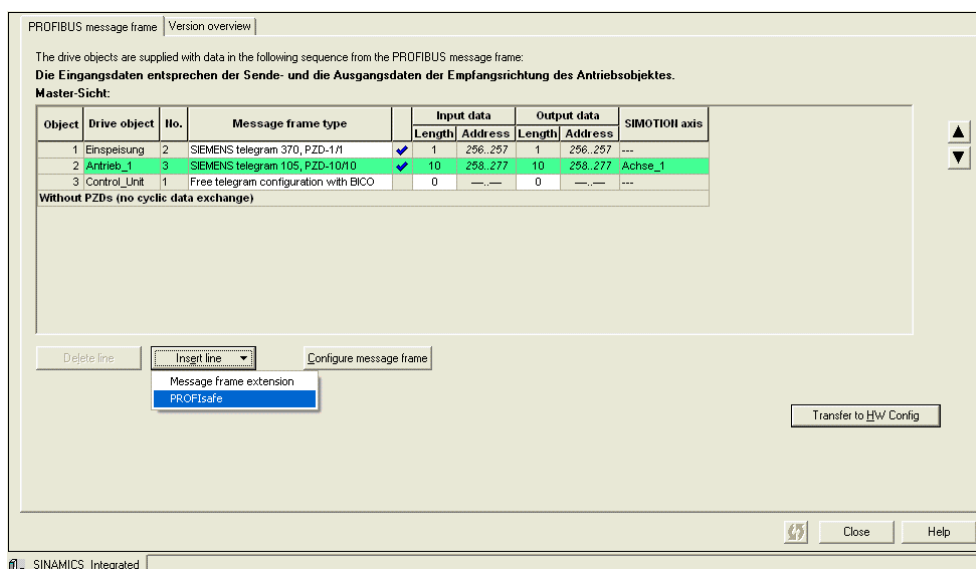 PROFIBUS message frame Version overview
The drive objects are supplied with data in the following sequence from the PROFIBUS message frame:
Die Eingangsdaten entsprechen der Sende- und die Ausgangsdaten der Empfangsrichtung des Antriebsobjektes.
Master-Sicht:
Object Drive object No. Message frame type Input data Output data SIMOTION axis
Length Address Length Address
1 Einspeisung 2 SIEMENS telegram 370, PZD-1/1 1 256..257 1 256..257 ---
2 Antrieb_1 3 SIEMENS telegram 105, PZD-10/10 10 258..277 10 258..277 Achse_1
3 Control_Unit 1 Free telegram configuration with BICO 0 ---..--- 0 ---..--- ---
Without PZDs (no cyclic data exchange)
Delete line Insert line Configure message frame
Message frame extension
PROFIsafe
Transfer to HW Config
Close Help
SINAMICS_Integrated